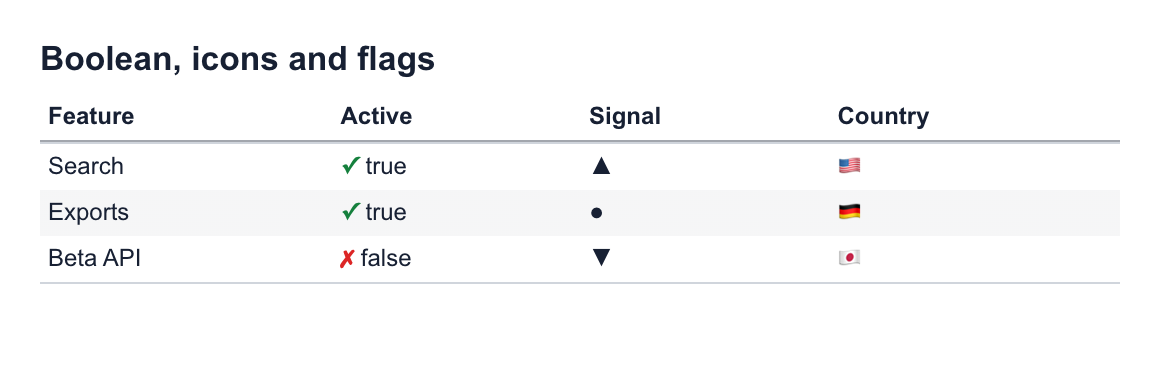 Boolean, icons and flags
Feature Active Signal Country
Search ✓ true ▲ 🇺🇸
Exports ✓ true ● 🇩🇪
Beta API ✗ false ▼ 🇯🇵